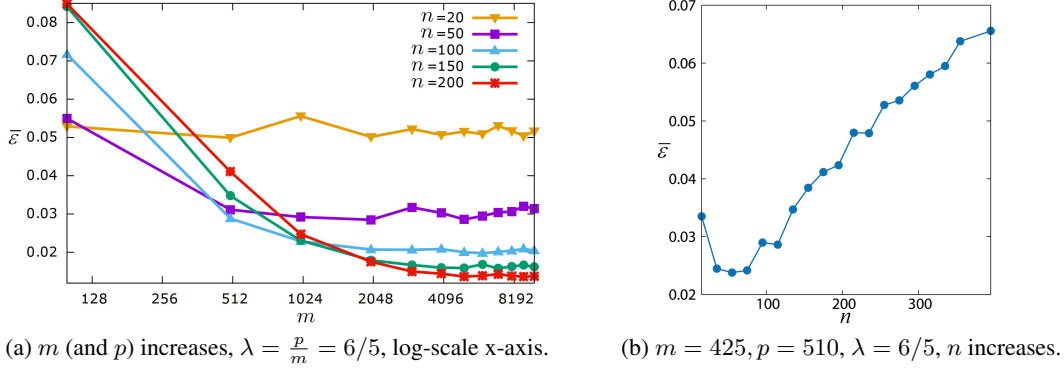 0.08
0.07
0.06
0.05
0.04
0.03
0.02
ε̄
n=20
n=50
n=100
n=150
n=200
128 256 512 1024 2048 4096 8192
m
(a) m (and p) increases, λ = p/m = 6/5, log-scale x-axis.
0.07
0.06
0.05
0.04
0.03
0.02
ε̄
100 200 300
n
(b) m = 425, p = 510, λ = 6/5, n increases.